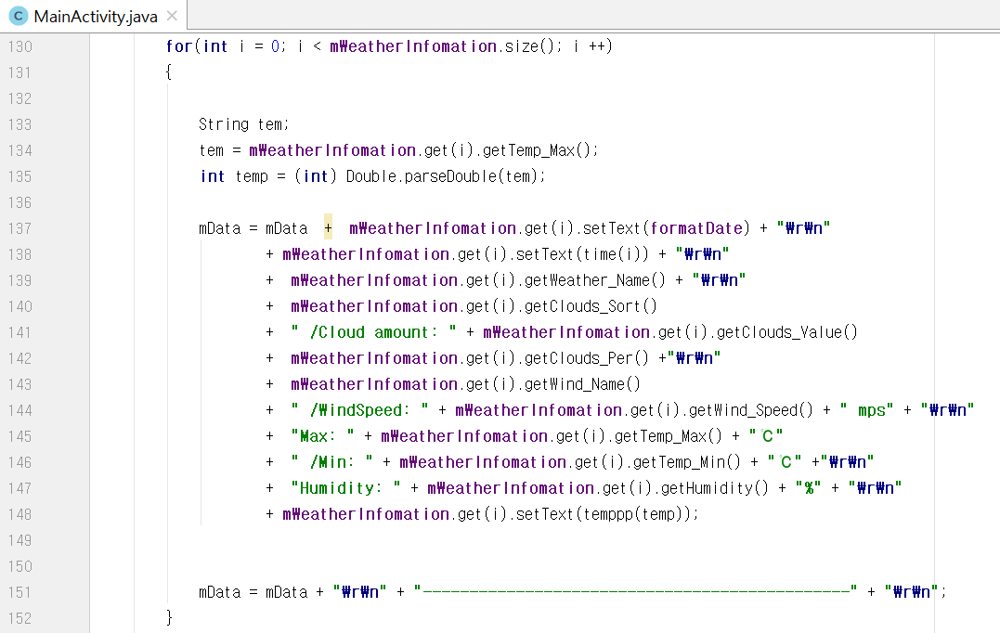 MainActivity.java
130 for(int i = 0; i < mWeatherInfomation.size(); i ++)
131 {
132
133 String tem;
134 tem = mWeatherInfomation.get(i).getTemp_Max();
135 int temp = (int) Double.parseDouble(tem);
136
137 mData = mData + mWeatherInfomation.get(i).setText(formatDate) + "₩r₩n"
138 + mWeatherInfomation.get(i).setText(time(i)) + "₩r₩n"
139 + mWeatherInfomation.get(i).getWeather_Name() + "₩r₩n"
140 + mWeatherInfomation.get(i).getClouds_Sort()
141 + " /Cloud amount: " + mWeatherInfomation.get(i).getClouds_Value()
142 + mWeatherInfomation.get(i).getClouds_Per() +"₩r₩n"
143 + mWeatherInfomation.get(i).getWind_Name()
144 + " /WindSpeed: " + mWeatherInfomation.get(i).getWind_Speed() + " mps" + "₩r₩n"
145 + "Max: " + mWeatherInfomation.get(i).getTemp_Max() + "℃"
146 + " /Min: " + mWeatherInfomation.get(i).getTemp_Min() + "℃" +"₩r₩n"
147 + "Humidity: " + mWeatherInfomation.get(i).getHumidity() + "%" + "₩r₩n"
148 + mWeatherInfomation.get(i).setText(temppp(temp));
149
150
151 mData = mData + "₩r₩n" + "----------------------------------------------" + "₩r₩n";
152 }